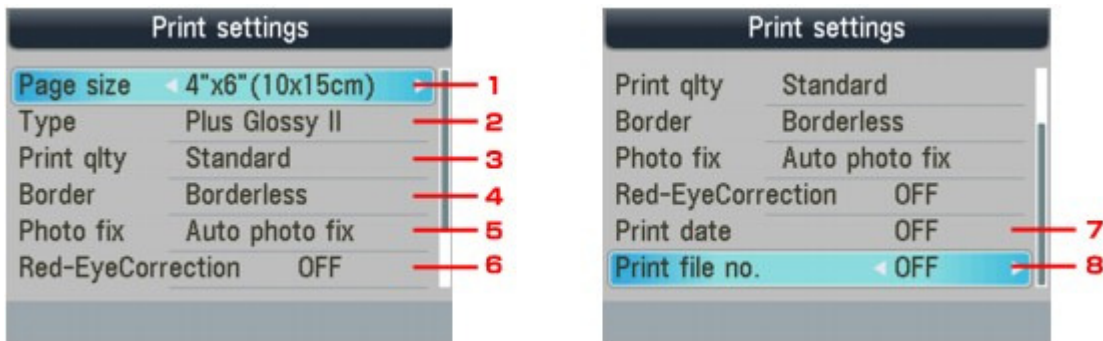 Print settings
Page size 4"x6"(10x15cm) 1
Type Plus Glossy II 2
Print qlty Standard 3
Border Borderless 4
Photo fix Auto photo fix 5
Red-EyeCorrection OFF 6
Print settings
Print qlty Standard
Border Borderless
Photo fix Auto photo fix
Red-EyeCorrection OFF
Print date OFF 7
Print file no. OFF 8